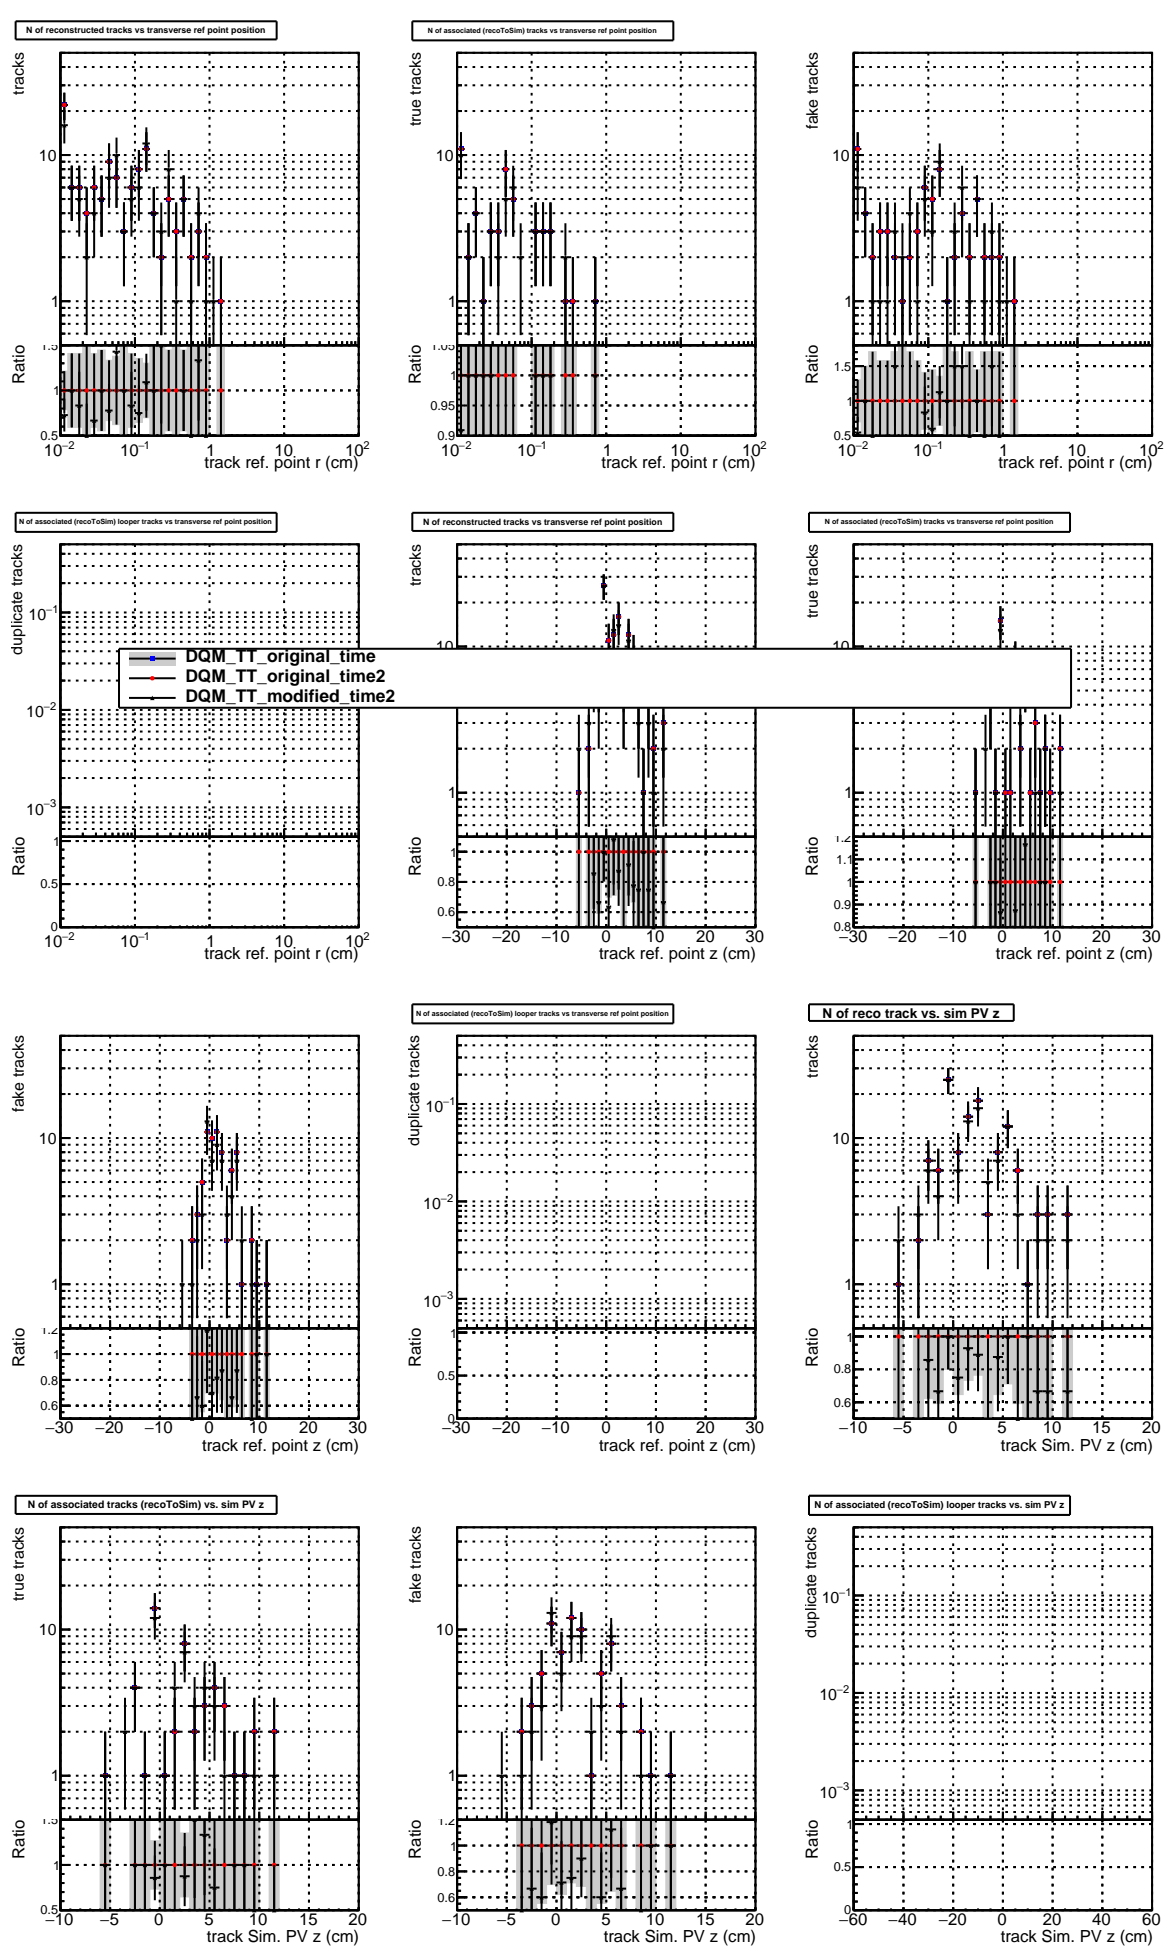 N of reconstructed tracks vs transverse ref point position
tracks
10
1
Ratio
1.5
1
0.5
10−2 10−1 1 10 102
track ref. point r (cm)
N of associated (recoToSim) tracks vs transverse ref point position
true tracks
10
1
Ratio
1.05
1
0.95
0.9
10−2 10−1 1 10 102
track ref. point r (cm)
fake tracks
10
1
Ratio
1.5
1
0.5
10−2 10−1 1 10 102
track ref. point r (cm)
N of associated (recoToSim) looper tracks vs transverse ref point position
duplicate tracks
10−1
10−2
10−3
Ratio
1
0.5
0
10−2 10−1 1 10 102
track ref. point r (cm)
N of reconstructed tracks vs transverse ref point position
tracks
10
1
Ratio
1
0.8
0.6
−30 −20 −10 0 10 20 30
track ref. point z (cm)
N of associated (recoToSim) tracks vs transverse ref point position
true tracks
10
1
Ratio
1.2
1.1
1
0.9
0.8
−30 −20 −10 0 10 20 30
track ref. point z (cm)
DQM_TT_original_time
DQM_TT_original_time2
DQM_TT_modified_time2
fake tracks
10
1
Ratio
1.2
1
0.8
0.6
−30 −20 −10 0 10 20 30
track ref. point z (cm)
N of associated (recoToSim) looper tracks vs transverse ref point position
duplicate tracks
10−1
10−2
10−3
Ratio
1
0.5
0
−30 −20 −10 0 10 20 30
track ref. point z (cm)
N of reco track vs. sim PV z
tracks
10
1
Ratio
1
0.8
0.6
−10 −5 0 5 10 15 20
track Sim. PV z (cm)
N of associated tracks (recoToSim) vs. sim PV z
true tracks
10
1
Ratio
1.5
1
0.5
−10 −5 0 5 10 15 20
track Sim. PV z (cm)
fake tracks
10
1
Ratio
1.2
1
0.8
0.6
−10 −5 0 5 10 15 20
track Sim. PV z (cm)
N of associated (recoToSim) looper tracks vs. sim PV z
duplicate tracks
10−1
10−2
10−3
Ratio
1
0.5
0
−60 −40 −20 0 20 40 60
track Sim. PV z (cm)